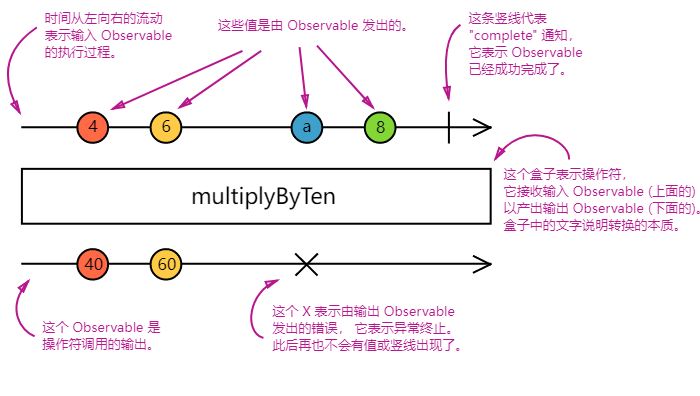 时间从左向右的流动
表示输入 Observable
的执行过程。
这些值是由 Observable 发出的。
这条竖线代表
"complete" 通知，
它表示 Observable
已经成功完成了。
4
6
a
8
multiplyByTen
这个盒子表示操作符，
它接收输入 Observable (上面的)
以产出输出 Observable (下面的)。
盒子中的文字说明转换的本质。
40
60
这个 Observable 是
操作符调用的输出。
这个 X 表示由输出 Observable
发出的错误， 它表示异常终止。
此后再也不会有值或竖线出现了。